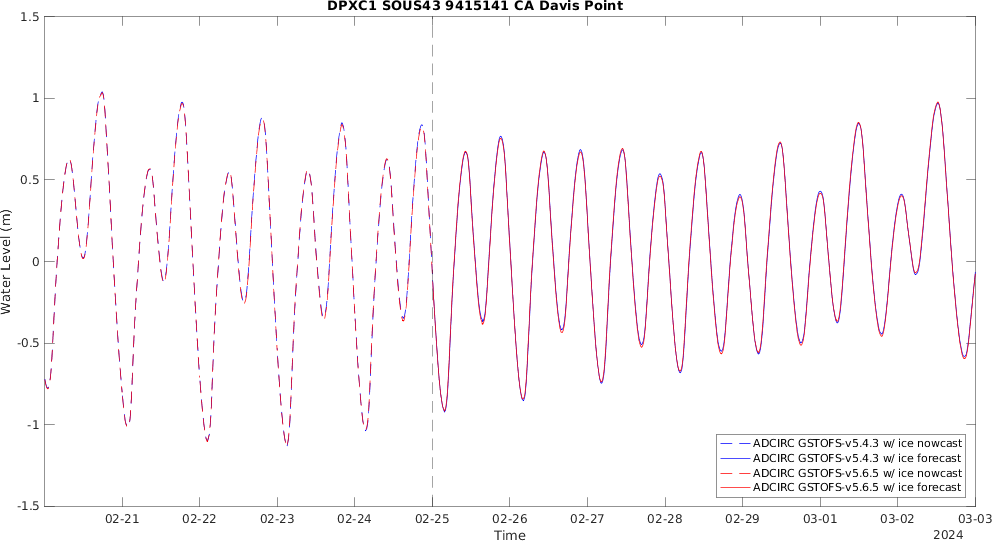 DPXC1 SOUS43 9415141 CA Davis Point
1.5
1
0.5
0
-0.5
-1
-1.5
Water Level (m)
02-21 02-22 02-23 02-24 02-25 02-26 02-27 02-28 02-29 03-01 03-02 03-03
Time
2024
ADCIRC GSTOFS-v5.4.3 w/ ice nowcast
ADCIRC GSTOFS-v5.4.3 w/ ice forecast
ADCIRC GSTOFS-v5.6.5 w/ ice nowcast
ADCIRC GSTOFS-v5.6.5 w/ ice forecast